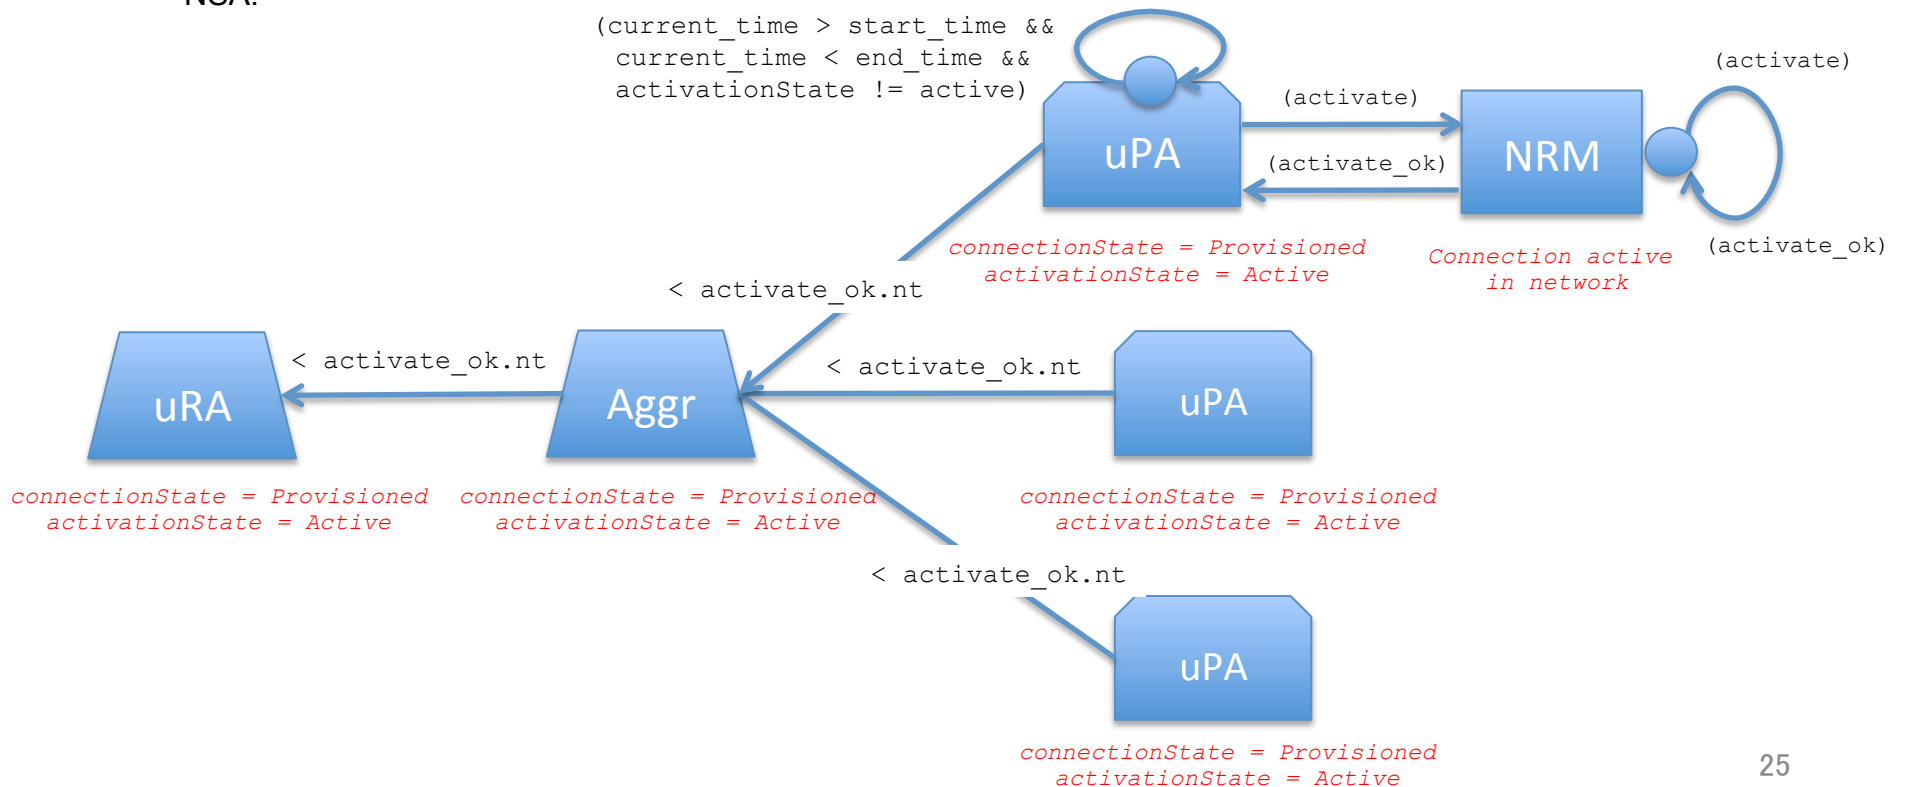 NSA.
(current_time > start_time &&
current_time < end_time &&
activationState != active)
(activate)
(activate)
uPA
NRM
(activate_ok)
(activate_ok)
connectionState = Provisioned
activationState = Active
Connection active
in network
< activate_ok.nt
< activate_ok.nt
< activate_ok.nt
uRA
Aggr
uPA
connectionState = Provisioned
activationState = Active
connectionState = Provisioned
activationState = Active
connectionState = Provisioned
activationState = Active
< activate_ok.nt
uPA
connectionState = Provisioned
activationState = Active
25